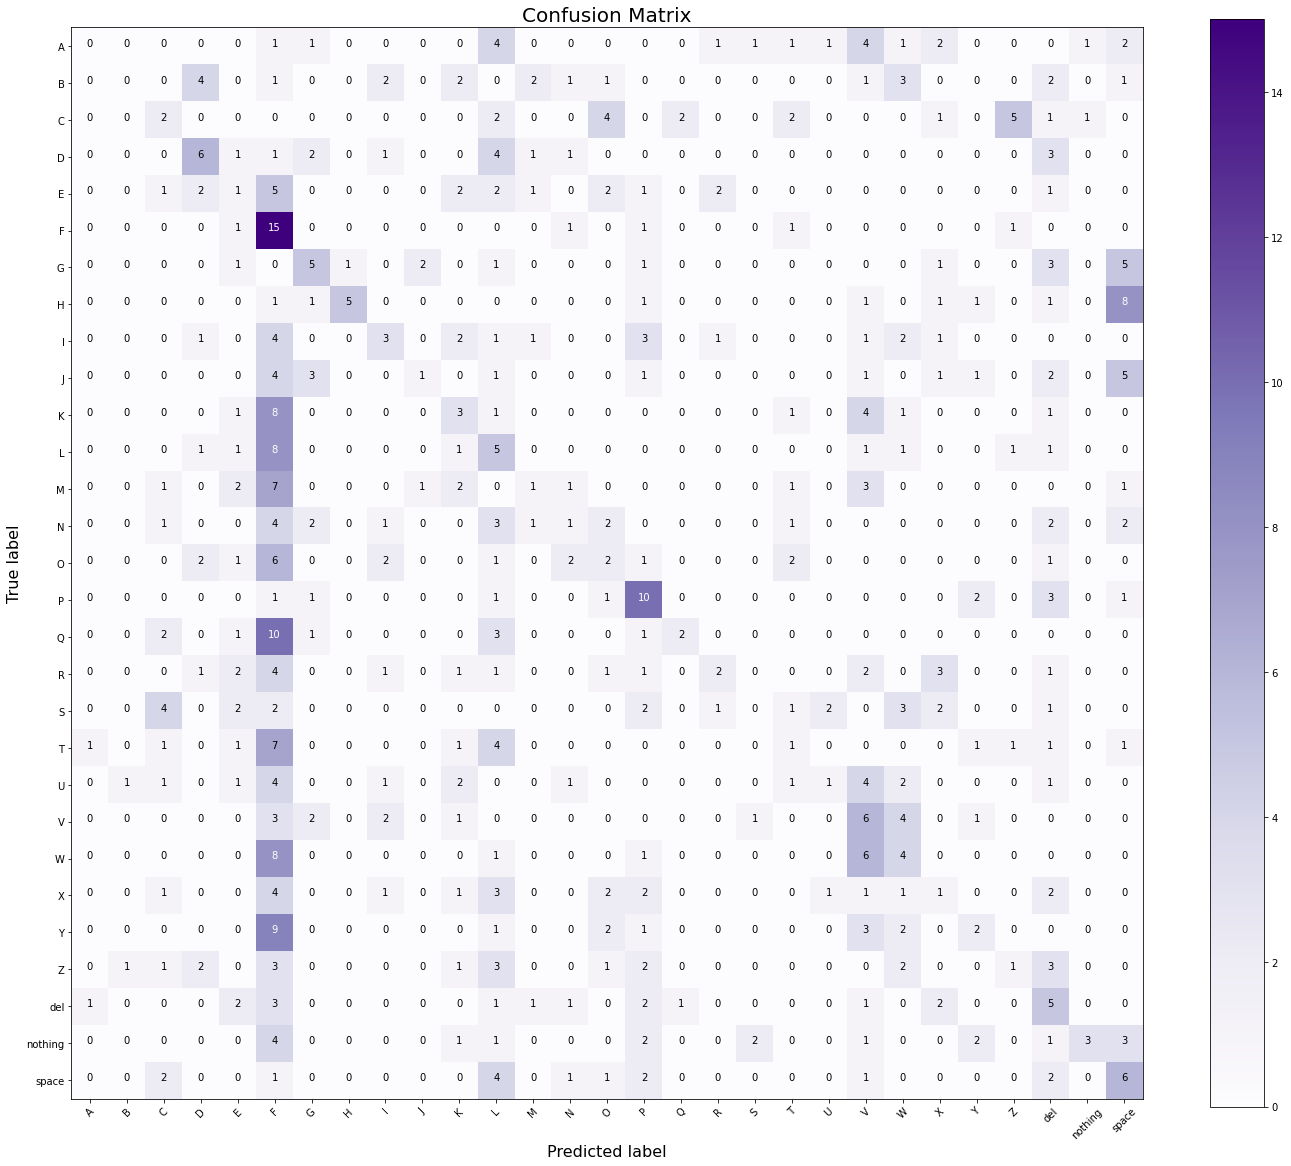 Confusion Matrix
A 0 0 0 0 0 1 1 0 0 0 0 4 0 0 0 0 0 1 1 1 1 4 1 2 0 0 0 1 2
B 0 0 0 4 0 1 0 0 2 0 2 0 2 1 1 0 0 0 0 0 0 1 3 0 0 0 2 0 1
C 0 0 2 0 0 0 0 0 0 0 0 2 0 0 4 0 2 0 0 2 0 0 0 1 0 5 1 1 0
D 0 0 0 6 1 1 2 0 1 0 0 4 1 1 0 0 0 0 0 0 0 0 0 0 0 0 3 0 0
E 0 0 1 2 1 5 0 0 0 0 2 2 1 0 2 1 0 2 0 0 0 0 0 0 0 0 1 0 0
F 0 0 0 0 1 15 0 0 0 0 0 0 0 1 0 1 0 0 0 1 0 0 0 0 0 1 0 0 0
G 0 0 0 0 1 0 5 1 0 2 0 1 0 0 0 1 0 0 0 0 0 0 0 1 0 0 3 0 5
H 0 0 0 0 0 1 1 5 0 0 0 0 0 0 0 1 0 0 0 0 0 1 0 1 1 0 1 0 8
I 0 0 0 1 0 4 0 0 3 0 2 1 1 0 0 3 0 1 0 0 0 1 2 1 0 0 0 0 0
J 0 0 0 0 0 4 3 0 0 1 0 1 0 0 0 1 0 0 0 0 0 1 0 1 1 0 2 0 5
K 0 0 0 0 1 8 0 0 0 0 3 1 0 0 0 0 0 0 0 1 0 4 1 0 0 0 1 0 0
L 0 0 0 1 1 8 0 0 0 0 1 5 0 0 0 0 0 0 0 0 0 1 1 0 0 1 1 0 0
M 0 0 1 0 2 7 0 0 0 1 2 0 1 1 0 0 0 0 0 1 0 3 0 0 0 0 0 0 1
N 0 0 1 0 0 4 2 0 1 0 0 3 1 1 2 0 0 0 0 1 0 0 0 0 0 0 2 0 2
O 0 0 0 2 1 6 0 0 2 0 0 1 0 2 2 1 0 0 0 2 0 0 0 0 0 0 1 0 0
P 0 0 0 0 0 1 1 0 0 0 0 1 0 0 1 10 0 0 0 0 0 0 0 0 2 0 3 0 1
Q 0 0 2 0 1 10 1 0 0 0 0 3 0 0 0 1 2 0 0 0 0 0 0 0 0 0 0 0 0
R 0 0 0 1 2 4 0 0 1 0 1 1 0 0 1 1 0 2 0 0 0 2 0 3 0 0 1 0 0
S 0 0 4 0 2 2 0 0 0 0 0 0 0 0 0 2 0 1 0 1 2 0 3 2 0 0 1 0 0
T 1 0 1 0 1 7 0 0 0 0 1 4 0 0 0 0 0 0 0 1 0 0 0 0 1 1 1 0 1
U 0 1 1 0 1 4 0 0 1 0 2 0 0 1 0 0 0 0 0 1 1 4 2 0 0 0 1 0 0
V 0 0 0 0 0 3 2 0 2 0 1 0 0 0 0 0 0 0 1 0 0 6 4 0 1 0 0 0 0
W 0 0 0 0 0 8 0 0 0 0 0 1 0 0 0 1 0 0 0 0 0 6 4 0 0 0 0 0 0
X 0 0 1 0 0 4 0 0 1 0 1 3 0 0 2 2 0 0 0 0 1 1 1 1 0 0 2 0 0
Y 0 0 0 0 0 9 0 0 0 0 0 1 0 0 2 1 0 0 0 0 0 3 2 0 2 0 0 0 0
Z 0 1 1 2 0 3 0 0 0 0 1 3 0 0 1 2 0 0 0 0 0 0 2 0 0 1 3 0 0
del 1 0 0 0 2 3 0 0 0 0 0 1 1 1 0 2 1 0 0 0 0 1 0 2 0 0 5 0 0
nothing 0 0 0 0 0 4 0 0 0 0 1 1 0 0 0 2 0 0 2 0 0 1 0 0 2 0 1 3 3
space 0 0 2 0 0 1 0 0 0 0 0 4 0 1 1 2 0 0 0 0 0 1 0 0 0 0 2 0 6
A B C D E F G H I J K L M N O P Q R S T U V W X Y Z del nothing space
Predicted label
True label
14
12
10
8
6
4
2
0